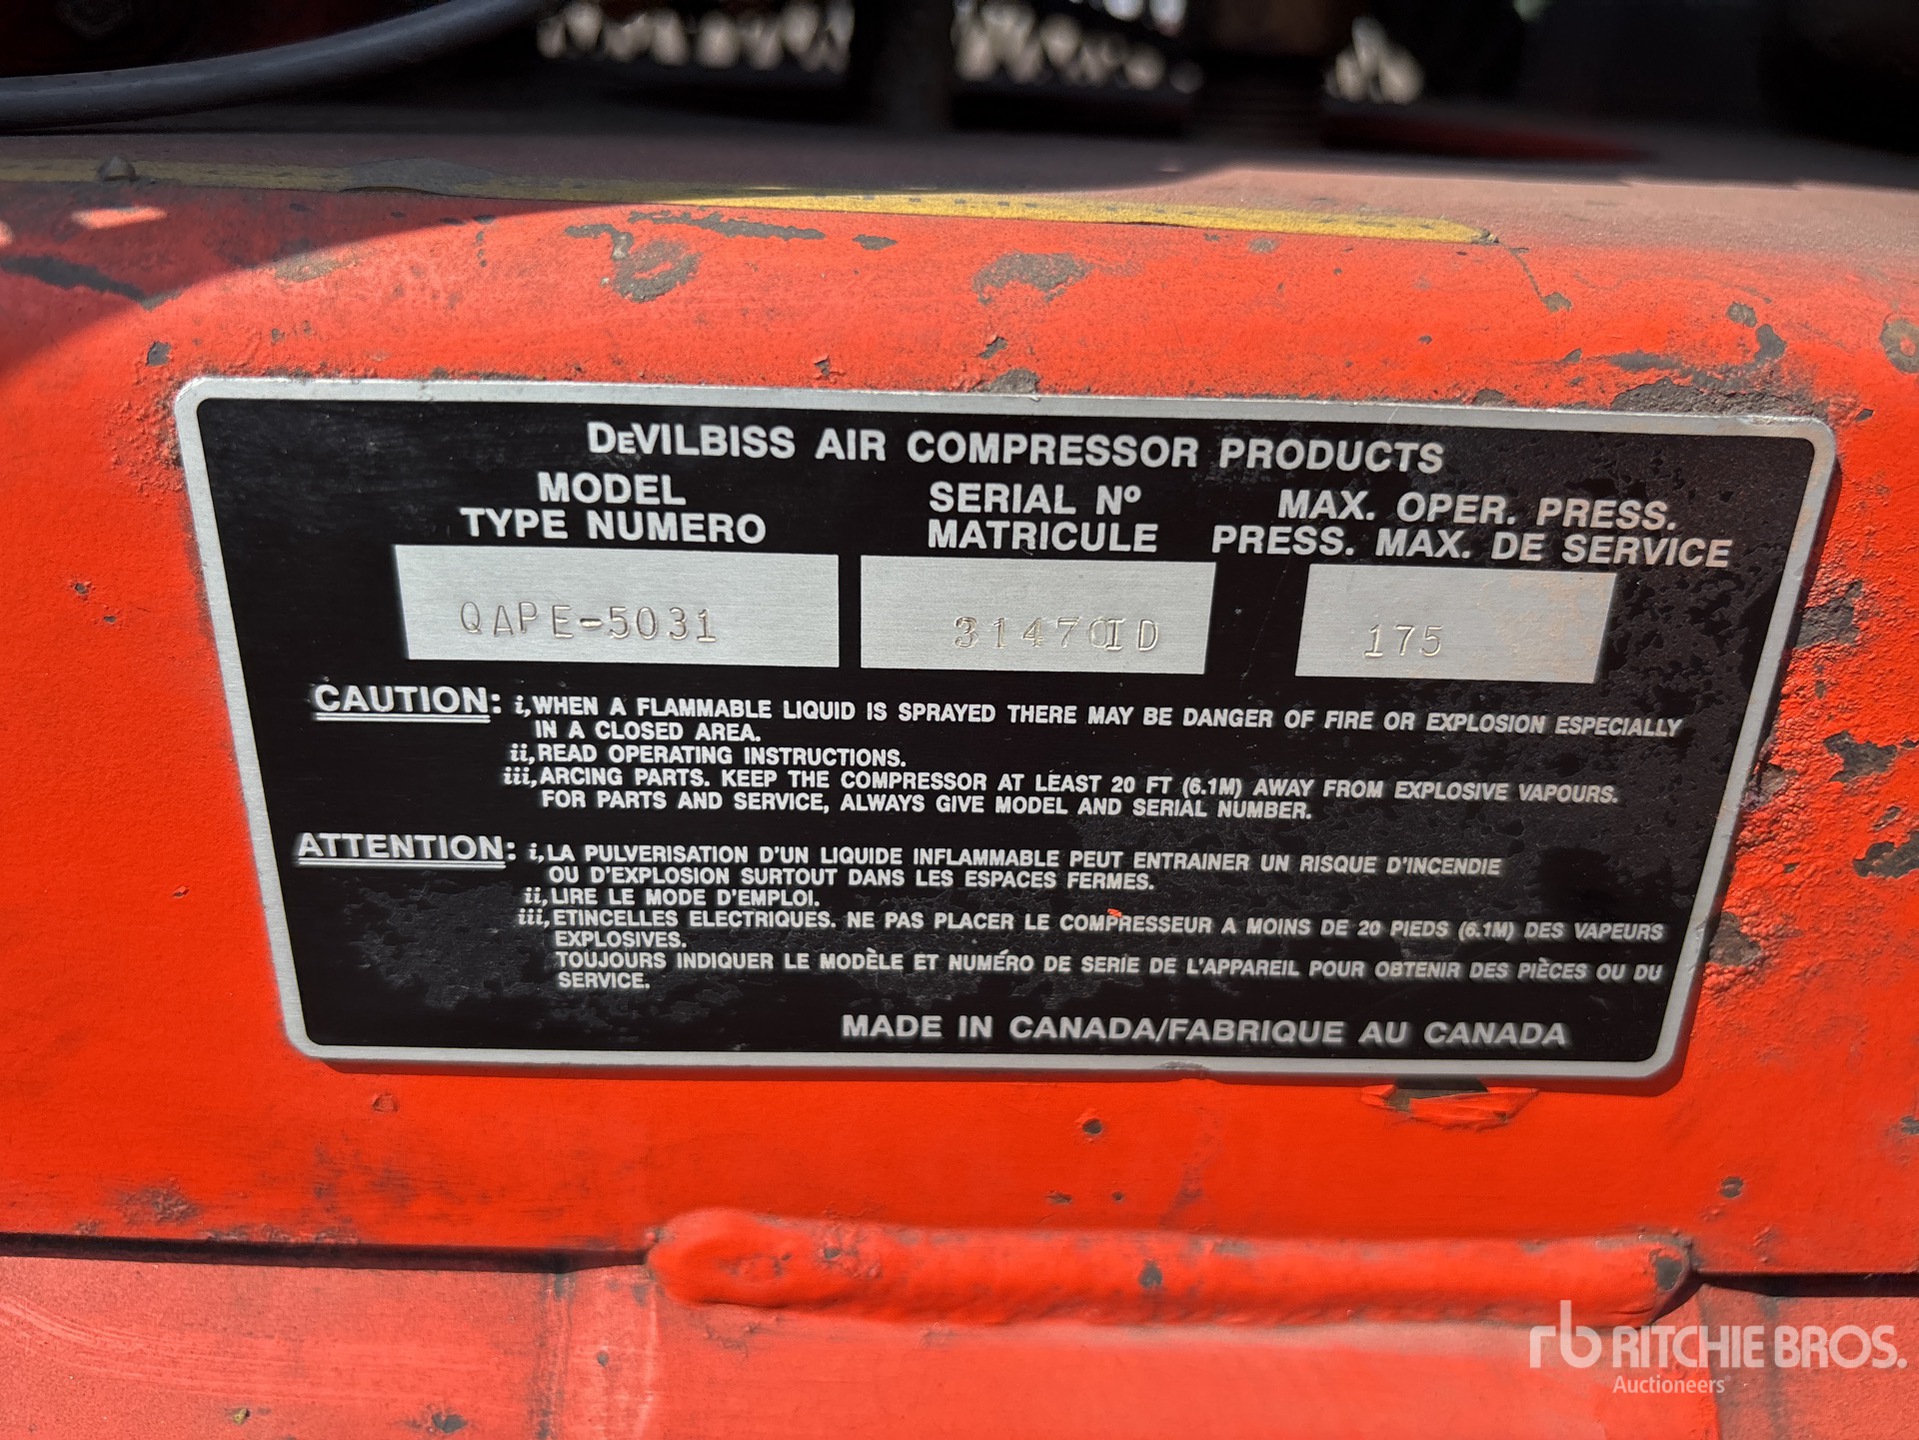 DEVILBISS AIR COMPRESSOR PRODUCTS
MODEL SERIAL Nº MAX. OPER. PRESS.
TYPE NUMERO MATRICULE PRESS. MAX. DE SERVICE
QAPE-5031 175
CAUTION: i, WHEN A FLAMMABLE LIQUID IS SPRAYED THERE MAY BE DANGER OF FIRE OR EXPLOSION ESPECIALLY
IN A CLOSED AREA.
ii, READ OPERATING INSTRUCTIONS.
iii, ARCING PARTS. KEEP THE COMPRESSOR AT LEAST 20 FT (6.1M) AWAY FROM EXPLOSIVE VAPOURS.
FOR PARTS AND SERVICE, ALWAYS GIVE MODEL AND SERIAL NUMBER.
ATTENTION: i, LA PULVERISATION D'UN LIQUIDE INFLAMMABLE PEUT ENTRAINER UN RISQUE D'INCENDIE
OU D'EXPLOSION SURTOUT DANS LES ESPACES FERMES.
ii, LIRE LE MODE D'EMPLOI.
iii, ETINCELLES ELECTRIQUES. NE PAS PLACER LE COMPRESSEUR A MOINS DE 20 PIEDS (6.1M) DES VAPEURS
EXPLOSIVES.
TOUJOURS INDIQUER LE MODÈLE ET NUMÉRO DE SERIE DE L'APPAREIL POUR OBTENIR DES PIÈCES OU DU
SERVICE.
MADE IN CANADA/FABRIQUE AU CANADA
rb RITCHIE BROS.
Auctioneers